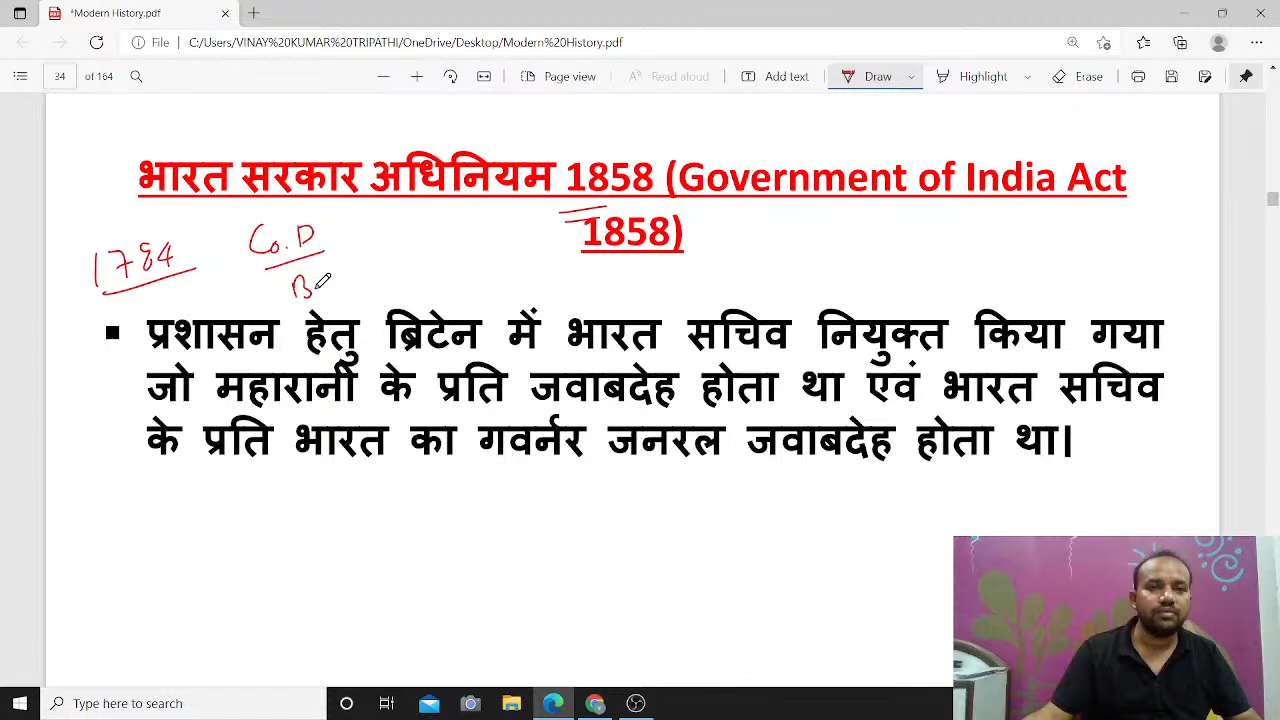 *Modern History.pdf
File C:/Users/VINAY%20KUMAR%20TRIPATHI/OneDrive/Desktop/Modern%20History.pdf
34 of 164 Page view Read aloud Add text Draw Highlight Erase
भारत सरकार अधिनियम 1858 (Government of India Act
1858)
1784 Co.D
B
प्रशासन हेतु ब्रिटेन में भारत सचिव नियुक्त किया गया
जो महारानी के प्रति जवाबदेह होता था एवं भारत सचिव
के प्रति भारत का गवर्नर जनरल जवाबदेह होता था।
Type here to search